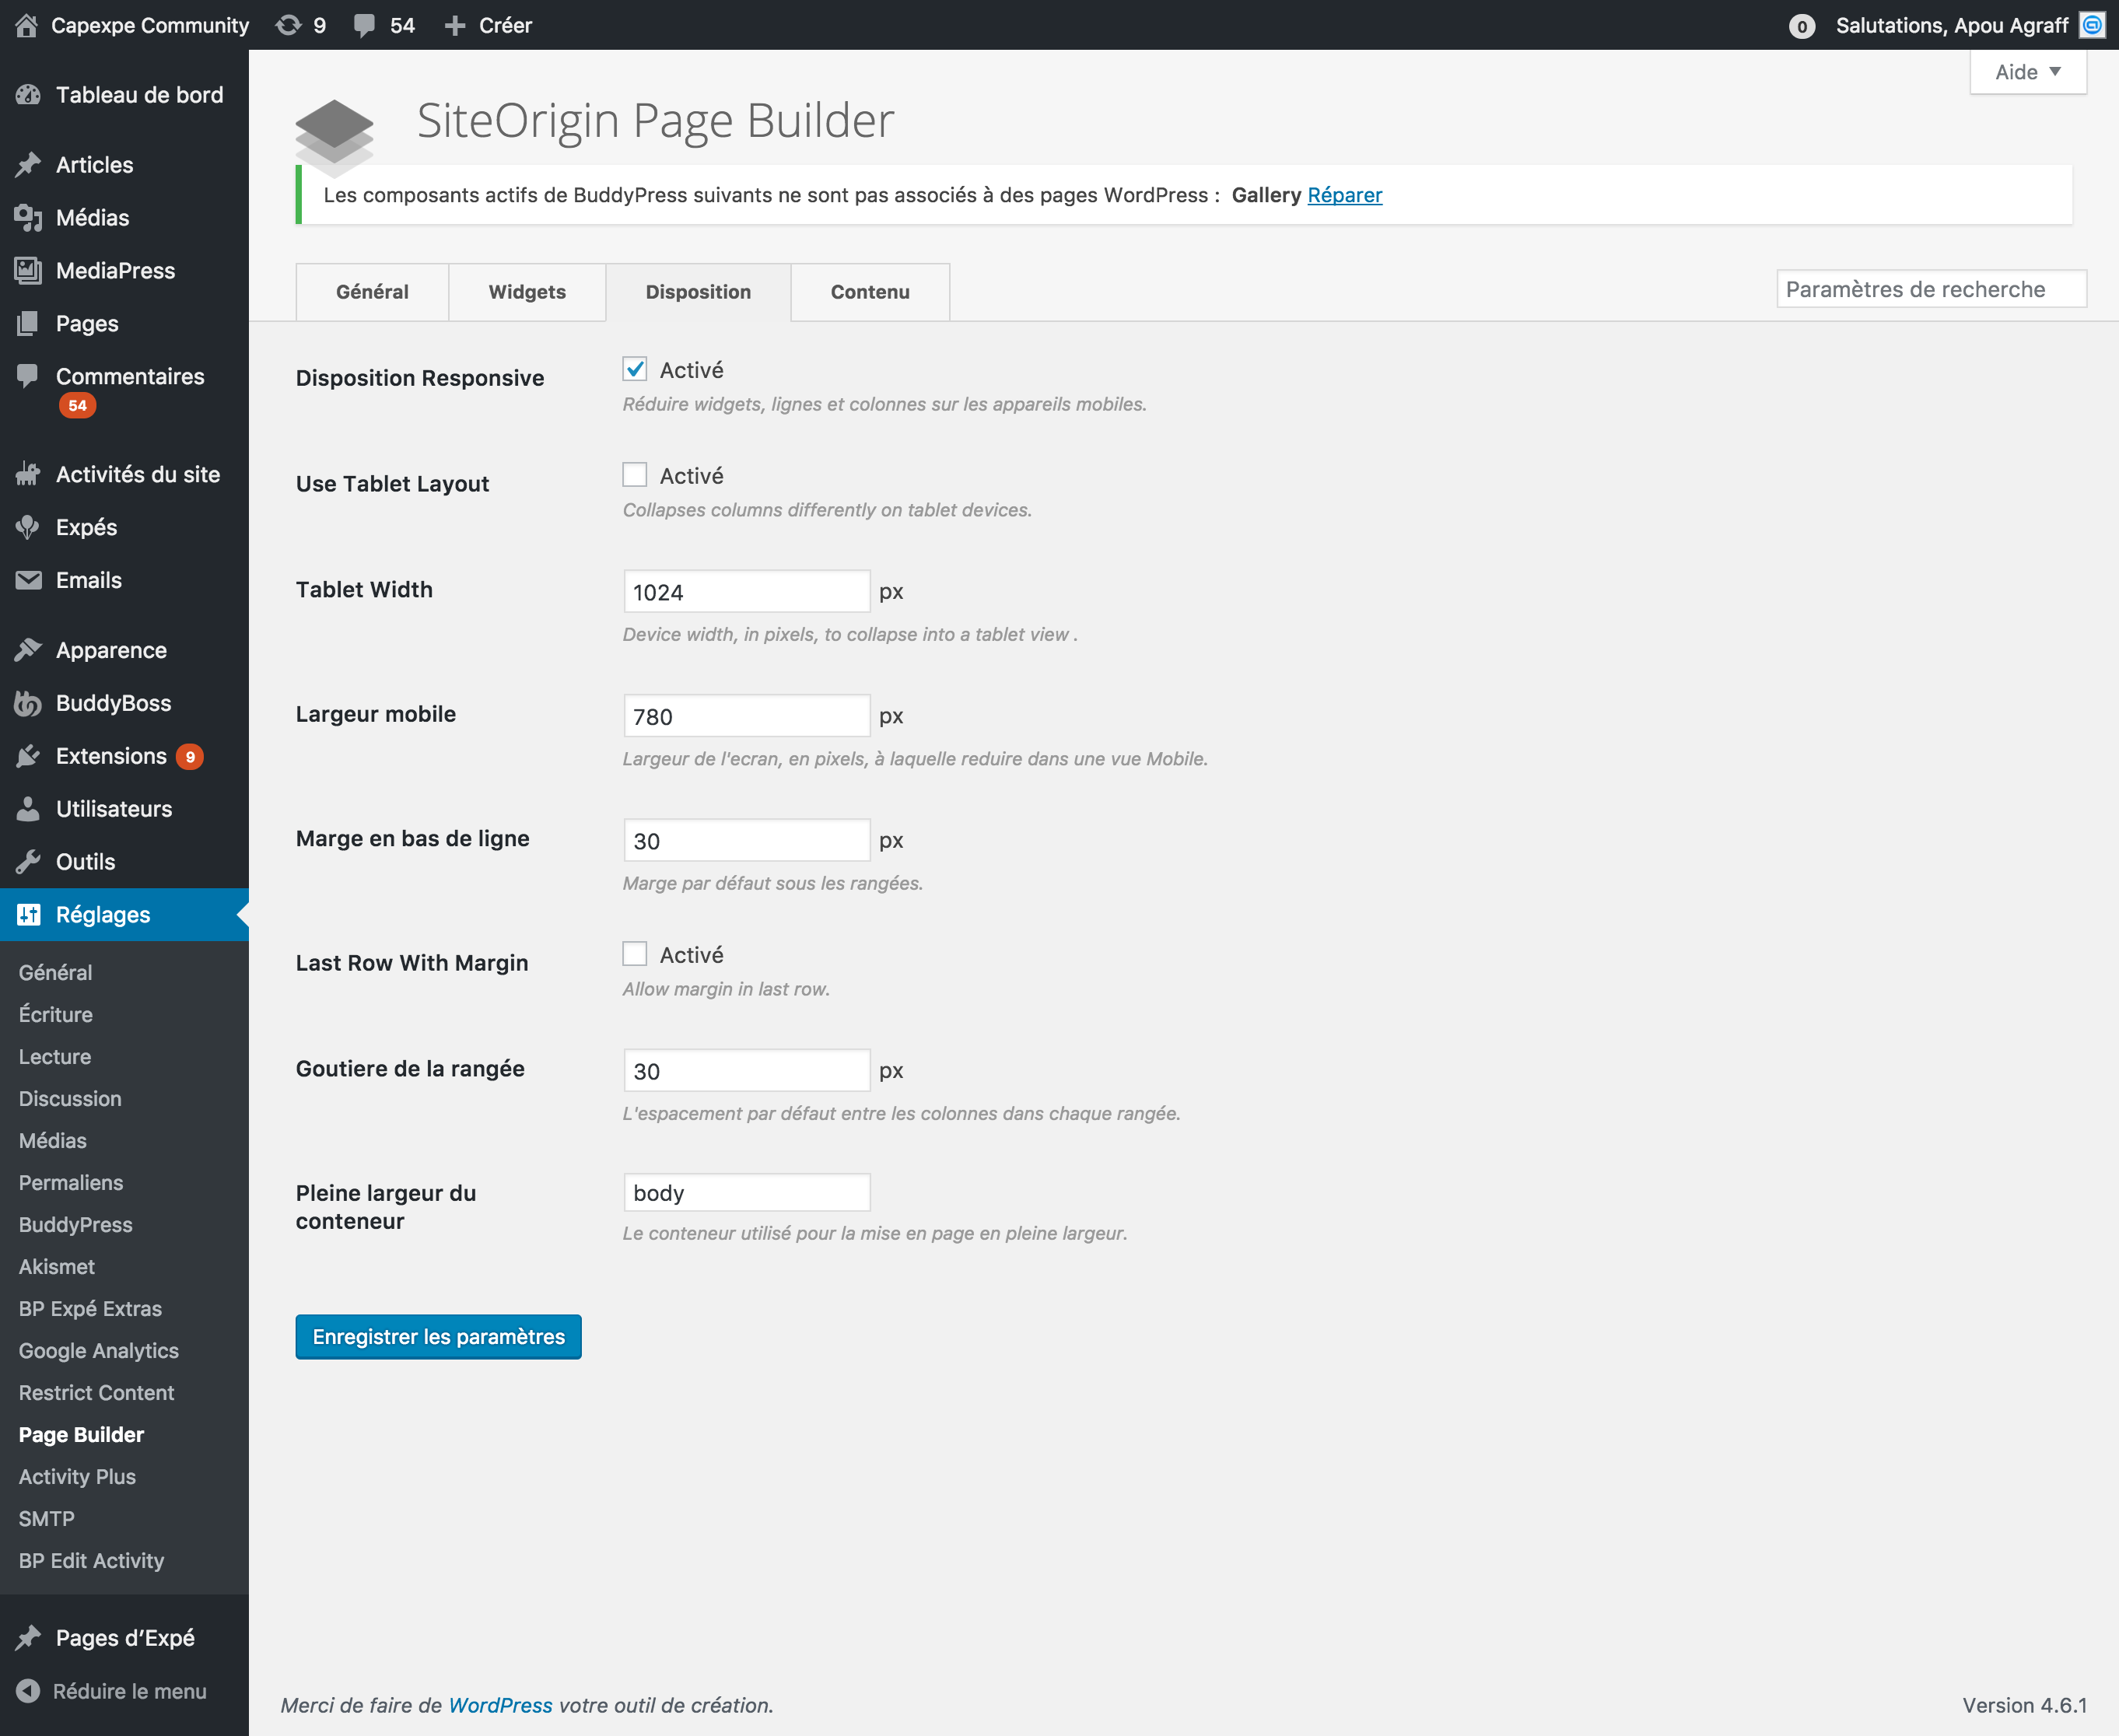 Capexpe Community 9 54 Créer 0 Salutations, Apou Agraff
Aide
Tableau de bord
Articles
Médias
MediaPress
Pages
Commentaires
54
Activités du site
Expés
Emails
Apparence
BuddyBoss
Extensions 9
Utilisateurs
Outils
Réglages
Général
Écriture
Lecture
Discussion
Médias
Permaliens
BuddyPress
Akismet
BP Expé Extras
Google Analytics
Restrict Content
Page Builder
Activity Plus
SMTP
BP Edit Activity
Pages d’Expé
Réduire le menu
SiteOrigin Page Builder
Les composants actifs de BuddyPress suivants ne sont pas associés à des pages WordPress : Gallery Réparer
Général Widgets Disposition Contenu
Paramètres de recherche
Disposition Responsive
Activé
Réduire widgets, lignes et colonnes sur les appareils mobiles.
Use Tablet Layout
Activé
Collapses columns differently on tablet devices.
Tablet Width
1024 px
Device width, in pixels, to collapse into a tablet view .
Largeur mobile
780 px
Largeur de l'ecran, en pixels, à laquelle reduire dans une vue Mobile.
Marge en bas de ligne
30 px
Marge par défaut sous les rangées.
Last Row With Margin
Activé
Allow margin in last row.
Goutiere de la rangée
30 px
L'espacement par défaut entre les colonnes dans chaque rangée.
Pleine largeur du
conteneur
body
Le conteneur utilisé pour la mise en page en pleine largeur.
Enregistrer les paramètres
Merci de faire de WordPress votre outil de création.
Version 4.6.1